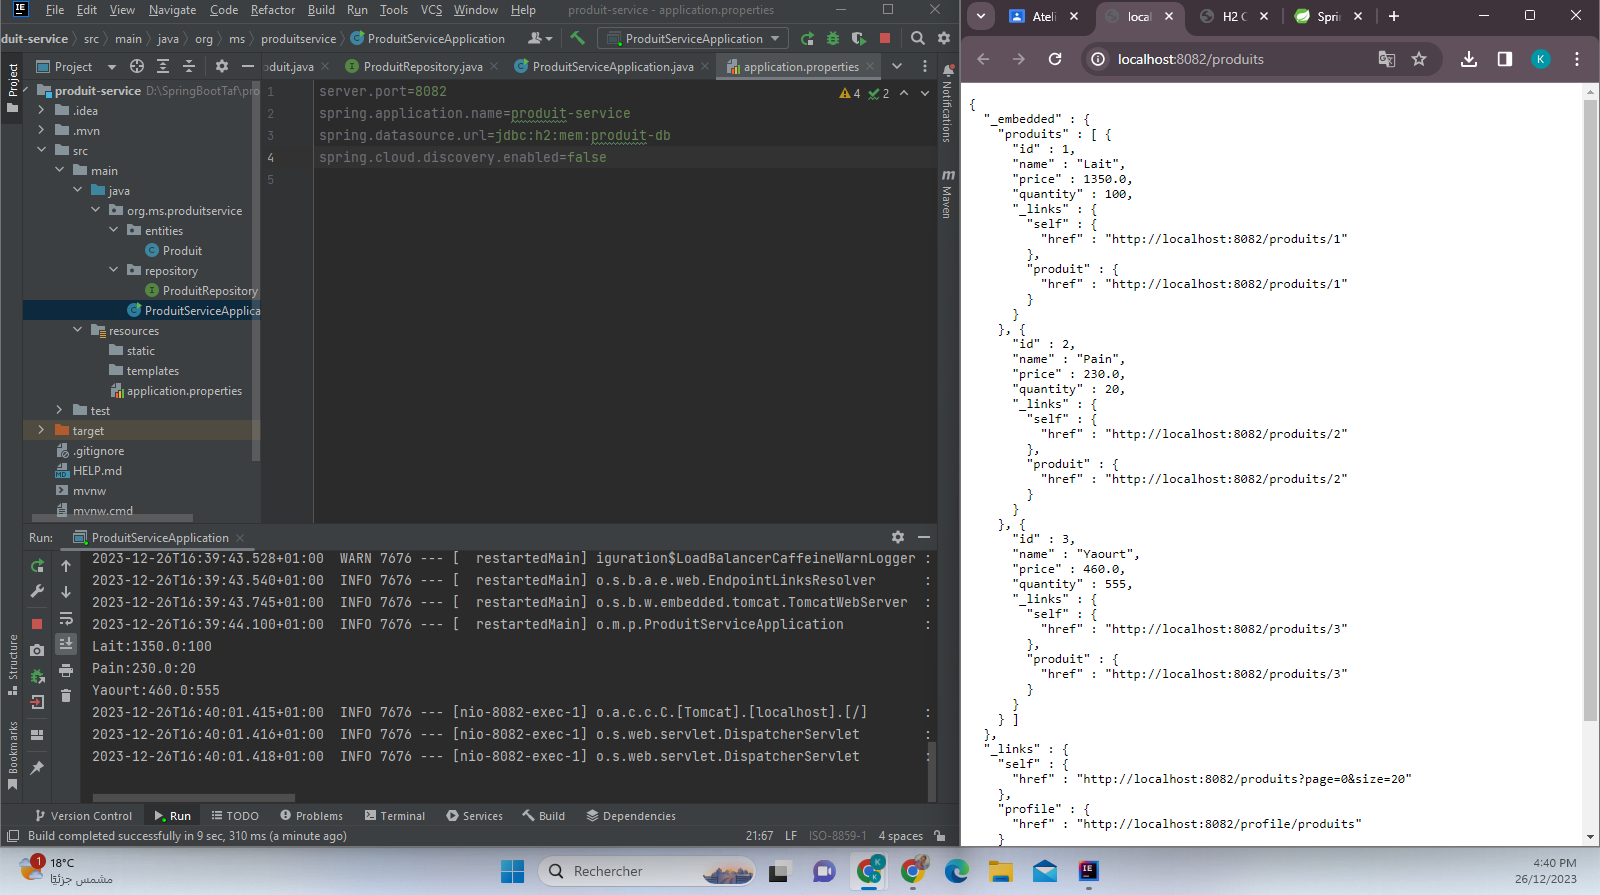 File Edit View Navigate Code Refactor Build Run Tools VCS Window Help produit-service - application.properties
duit-service src main java org ms produitservice ProduitServiceApplication ProduitServiceApplication
Project
Project
oduit.java ProduitRepository.java ProduitServiceApplication.java application.properties
produit-service D:\SpringBootTaf\pro
.idea
.mvn
src
main
java
org.ms.produitservice
entities
Produit
repository
ProduitRepository
ProduitServiceApplica
resources
static
templates
application.properties
test
target
.gitignore
HELP.md
mvnw
mvnw.cmd
1 server.port=8082
2 spring.application.name=produit-service
3 spring.datasource.url=jdbc:h2:mem:produit-db
4 spring.cloud.discovery.enabled=false
5
4 2
Notifications
Maven
Structure
Bookmarks
Run: ProduitServiceApplication
2023-12-26T16:39:43.528+01:00 WARN 7676 --- [ restartedMain] iguration$LoadBalancerCaffeineWarnLogger :
2023-12-26T16:39:43.540+01:00 INFO 7676 --- [ restartedMain] o.s.b.a.e.web.EndpointLinksResolver :
2023-12-26T16:39:43.745+01:00 INFO 7676 --- [ restartedMain] o.s.b.w.embedded.tomcat.TomcatWebServer :
2023-12-26T16:39:44.100+01:00 INFO 7676 --- [ restartedMain] o.m.p.ProduitServiceApplication :
Lait:1350.0:100
Pain:230.0:20
Yaourt:460.0:555
2023-12-26T16:40:01.415+01:00 INFO 7676 --- [nio-8082-exec-1] o.a.c.c.C.[Tomcat].[localhost].[/] :
2023-12-26T16:40:01.416+01:00 INFO 7676 --- [nio-8082-exec-1] o.s.web.servlet.DispatcherServlet :
2023-12-26T16:40:01.418+01:00 INFO 7676 --- [nio-8082-exec-1] o.s.web.servlet.DispatcherServlet :
Version Control Run TODO Problems Terminal Services Build Dependencies
Build completed successfully in 9 sec, 310 ms (a minute ago) 21:67 LF ISO-8859-1 4 spaces
Ateli local H2 C Sprin
localhost:8082/produits K
{
"_embedded" : {
"produits" : [ {
"id" : 1,
"name" : "Lait",
"price" : 1350.0,
"quantity" : 100,
"_links" : {
"self" : {
"href" : "http://localhost:8082/produits/1"
},
"produit" : {
"href" : "http://localhost:8082/produits/1"
}
}
}, {
"id" : 2,
"name" : "Pain",
"price" : 230.0,
"quantity" : 20,
"_links" : {
"self" : {
"href" : "http://localhost:8082/produits/2"
},
"produit" : {
"href" : "http://localhost:8082/produits/2"
}
}
}, {
"id" : 3,
"name" : "Yaourt",
"price" : 460.0,
"quantity" : 555,
"_links" : {
"self" : {
"href" : "http://localhost:8082/produits/3"
},
"produit" : {
"href" : "http://localhost:8082/produits/3"
}
}
} ]
},
"_links" : {
"self" : {
"href" : "http://localhost:8082/produits?page=0&size=20"
},
"profile" : {
"href" : "http://localhost:8082/profile/produits"
}
1 18°C
مشمس جزئيًا
Rechercher
4:40 PM
26/12/2023